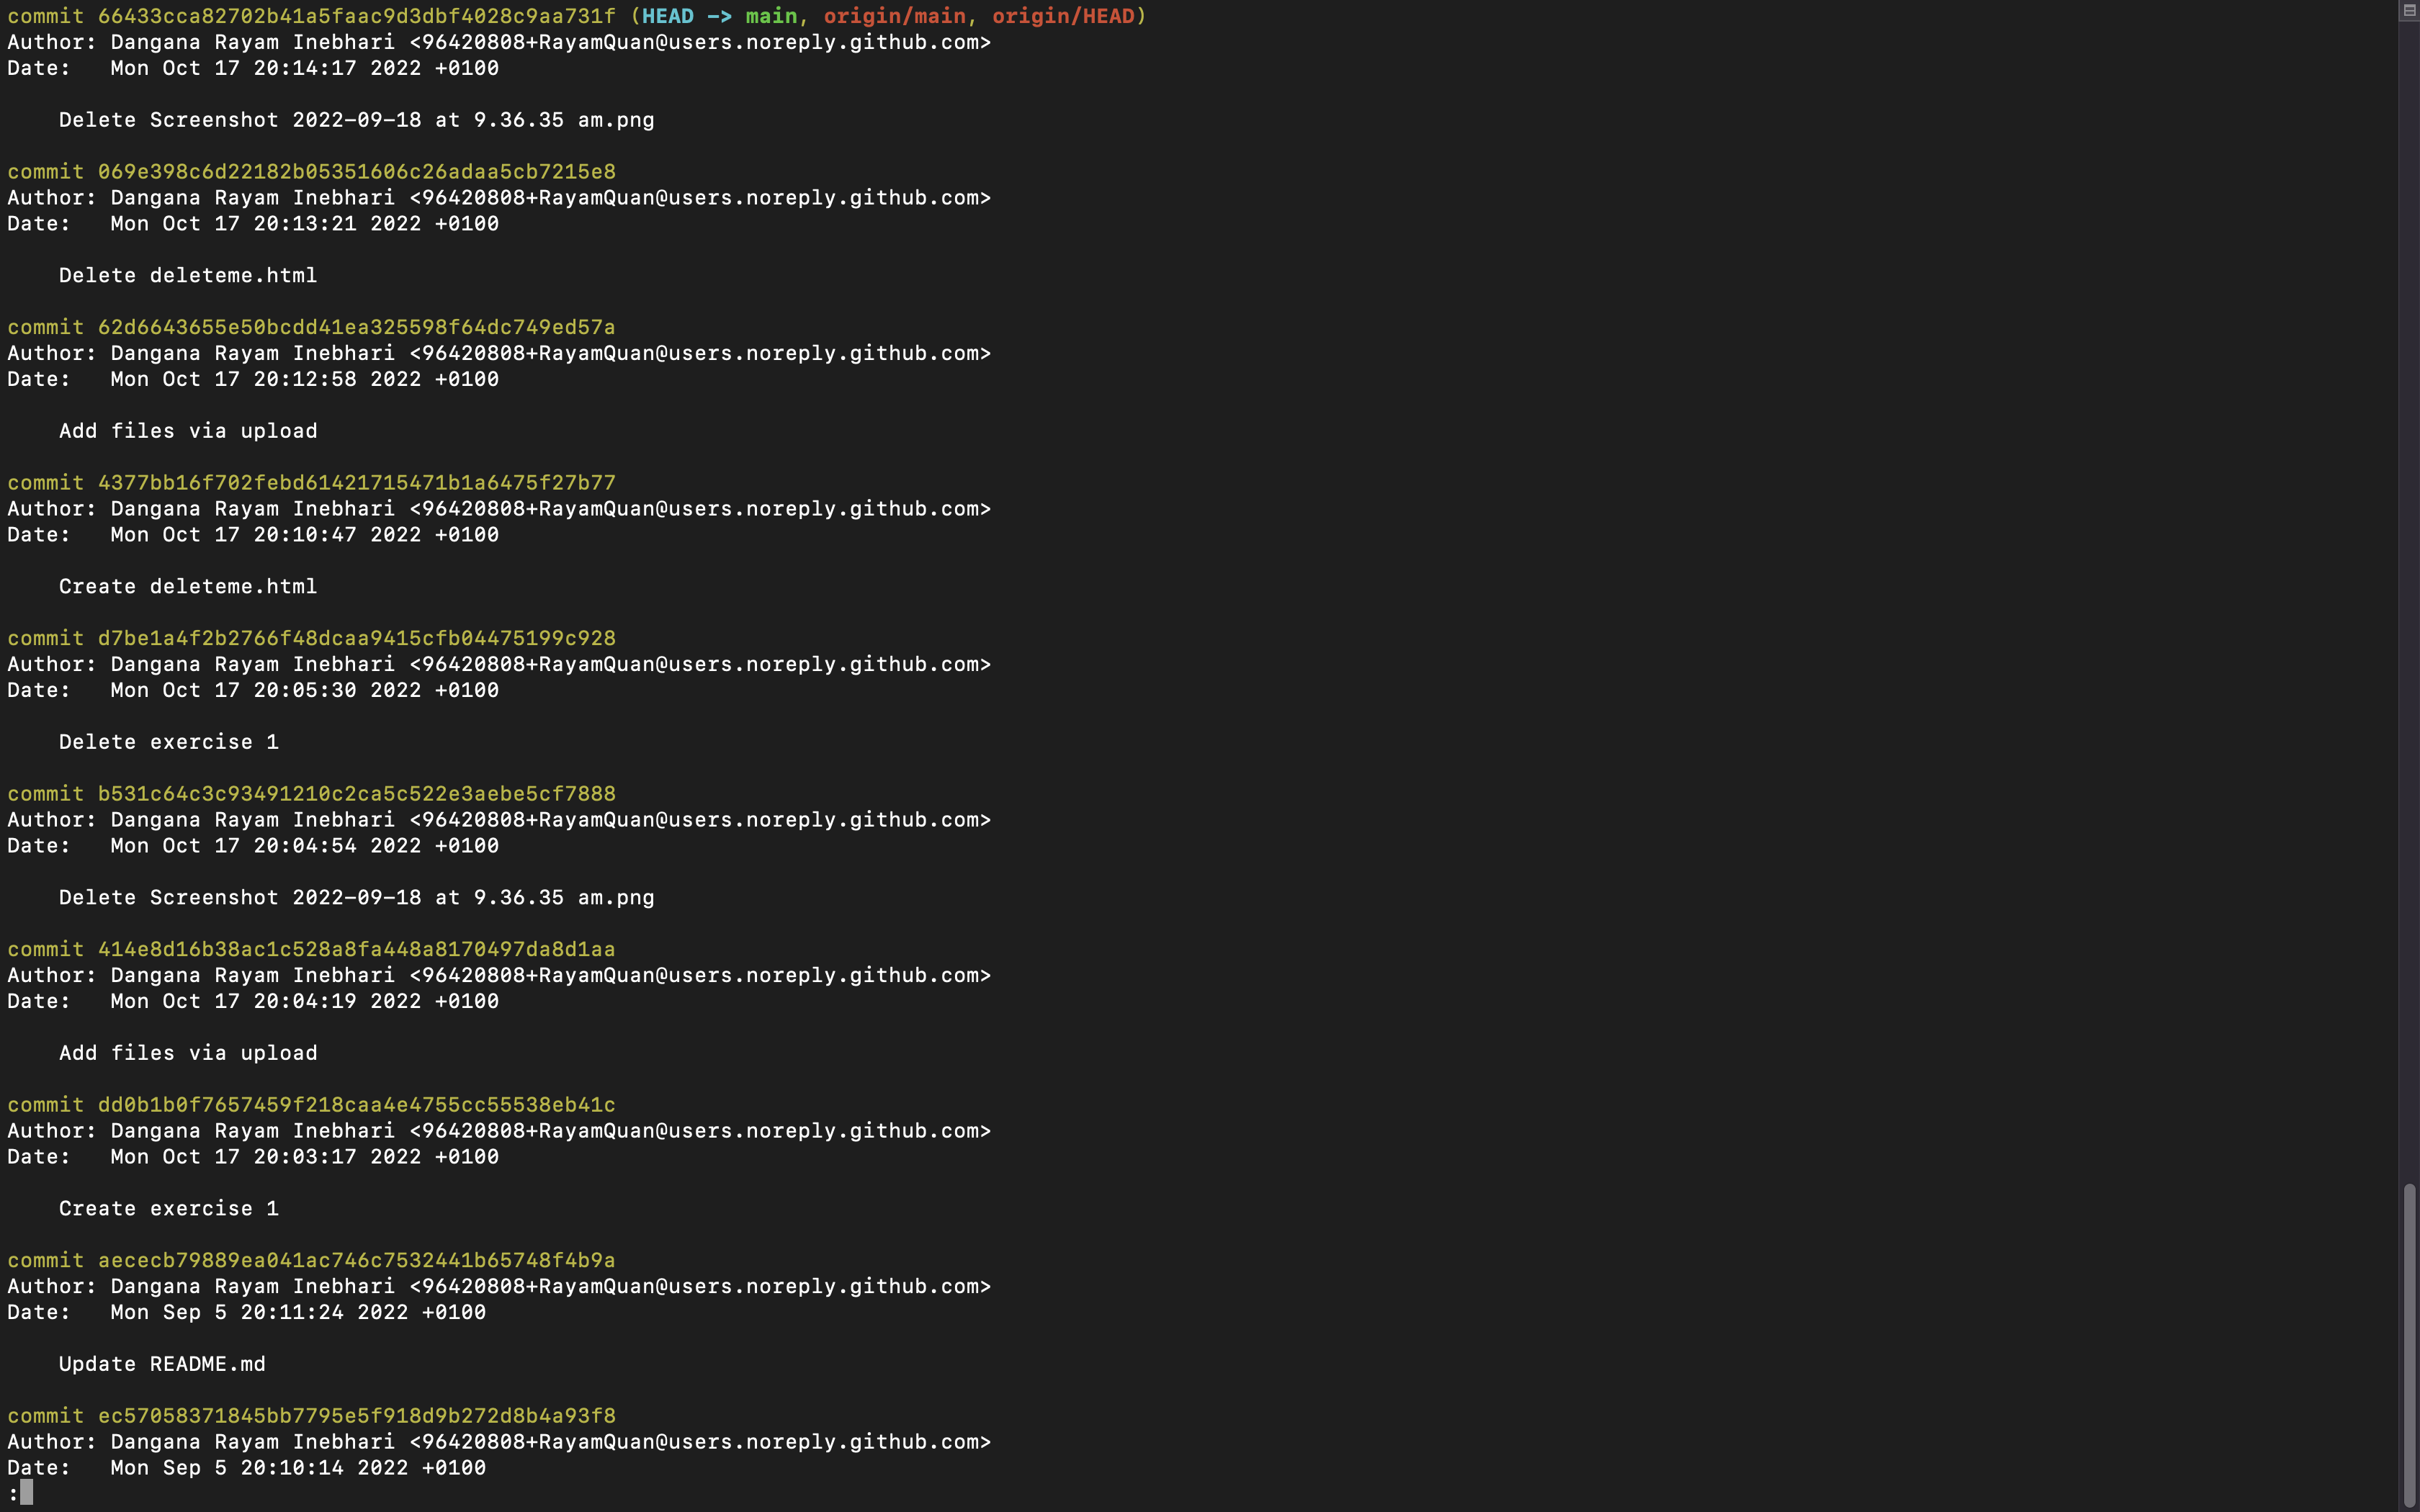 commit 66433cca82702b41a5faac9d3dbf4028c9aa731f (HEAD -> main, origin/main, origin/HEAD)
Author: Dangana Rayam Inebhari <96420808+RayamQuan@users.noreply.github.com>
Date:   Mon Oct 17 20:14:17 2022 +0100
    Delete Screenshot 2022-09-18 at 9.36.35 am.png
commit 069e398c6d22182b05351606c26adaa5cb7215e8
Author: Dangana Rayam Inebhari <96420808+RayamQuan@users.noreply.github.com>
Date:   Mon Oct 17 20:13:21 2022 +0100
    Delete deleteme.html
commit 62d6643655e50bcdd41ea325598f64dc749ed57a
Author: Dangana Rayam Inebhari <96420808+RayamQuan@users.noreply.github.com>
Date:   Mon Oct 17 20:12:58 2022 +0100
    Add files via upload
commit 4377bb16f702febd61421715471b1a6475f27b77
Author: Dangana Rayam Inebhari <96420808+RayamQuan@users.noreply.github.com>
Date:   Mon Oct 17 20:10:47 2022 +0100
    Create deleteme.html
commit d7be1a4f2b2766f48dcaa9415cfb04475199c928
Author: Dangana Rayam Inebhari <96420808+RayamQuan@users.noreply.github.com>
Date:   Mon Oct 17 20:05:30 2022 +0100
    Delete exercise 1
commit b531c64c3c93491210c2ca5c522e3aebe5cf7888
Author: Dangana Rayam Inebhari <96420808+RayamQuan@users.noreply.github.com>
Date:   Mon Oct 17 20:04:54 2022 +0100
    Delete Screenshot 2022-09-18 at 9.36.35 am.png
commit 414e8d16b38ac1c528a8fa448a8170497da8d1aa
Author: Dangana Rayam Inebhari <96420808+RayamQuan@users.noreply.github.com>
Date:   Mon Oct 17 20:04:19 2022 +0100
    Add files via upload
commit dd0b1b0f7657459f218caa4e4755cc55538eb41c
Author: Dangana Rayam Inebhari <96420808+RayamQuan@users.noreply.github.com>
Date:   Mon Oct 17 20:03:17 2022 +0100
    Create exercise 1
commit aececb79889ea041ac746c7532441b65748f4b9a
Author: Dangana Rayam Inebhari <96420808+RayamQuan@users.noreply.github.com>
Date:   Mon Sep 5 20:11:24 2022 +0100
    Update README.md
commit ec57058371845bb7795e5f918d9b272d8b4a93f8
Author: Dangana Rayam Inebhari <96420808+RayamQuan@users.noreply.github.com>
Date:   Mon Sep 5 20:10:14 2022 +0100
: